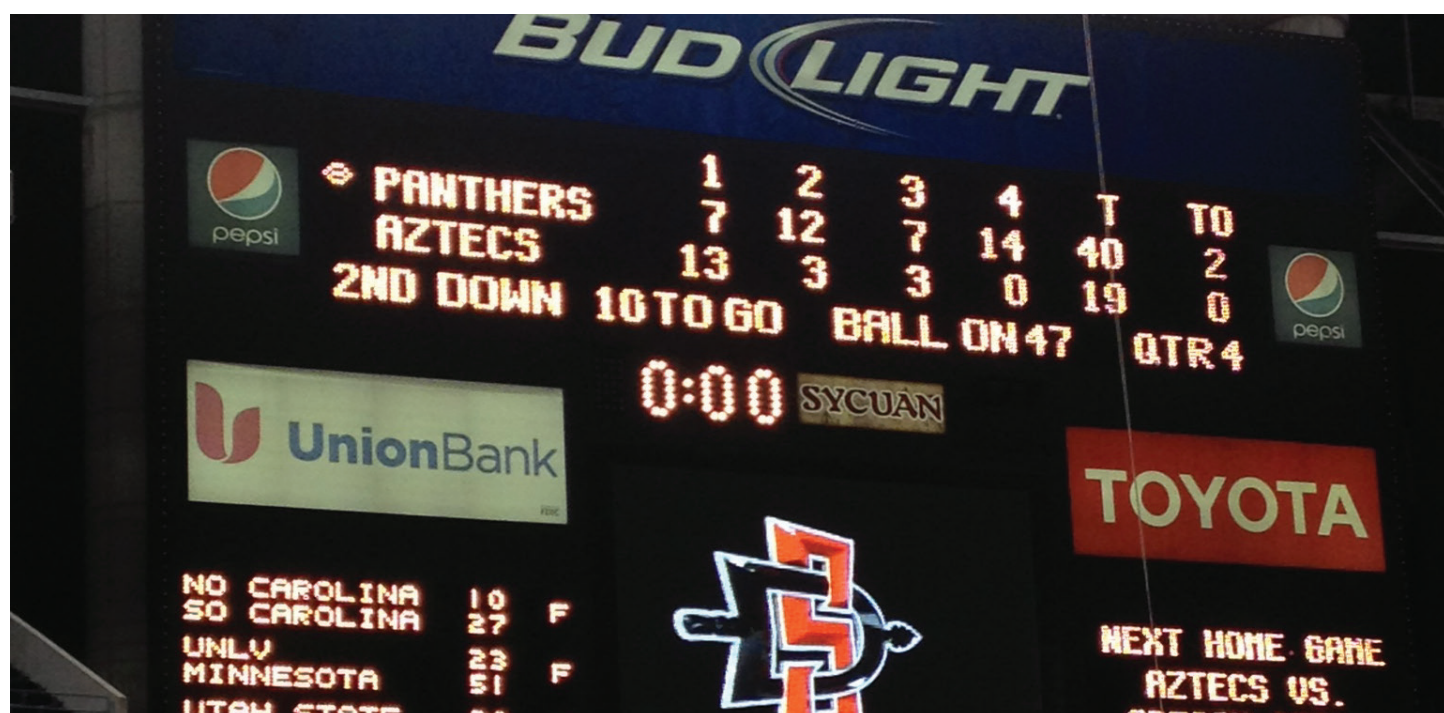 BUD LIGHT
1 2 3 4 T TO
PANTHERS 7 12 7 14 40 2
AZTECS 13 3 3 0 19 0
2ND DOWN 10 TO GO BALL ON 47 QTR 4
pepsi
pepsi
0:00 SYCUAN
UnionBank
TOYOTA
NO CAROLINA 10
SO CAROLINA 27 F
UNLV 23
MINNESOTA 51 F
UTAH STATE
NEXT HOME GAME
AZTECS VS.